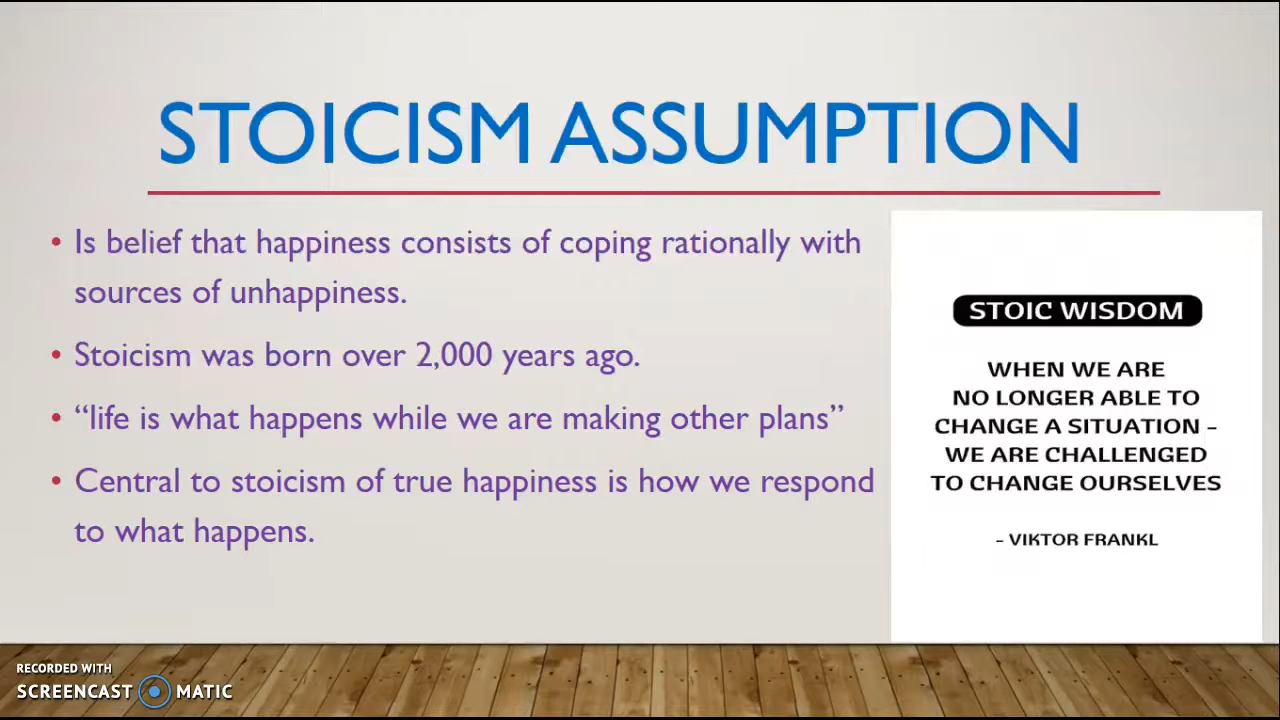 STOICISM ASSUMPTION
• Is belief that happiness consists of coping rationally with
sources of unhappiness.
• Stoicism was born over 2,000 years ago.
• “life is what happens while we are making other plans”
• Central to stoicism of true happiness is how we respond
to what happens.
STOIC WISDOM
WHEN WE ARE
NO LONGER ABLE TO
CHANGE A SITUATION -
WE ARE CHALLENGED
TO CHANGE OURSELVES
- VIKTOR FRANKL
RECORDED WITH
SCREENCAST MATIC